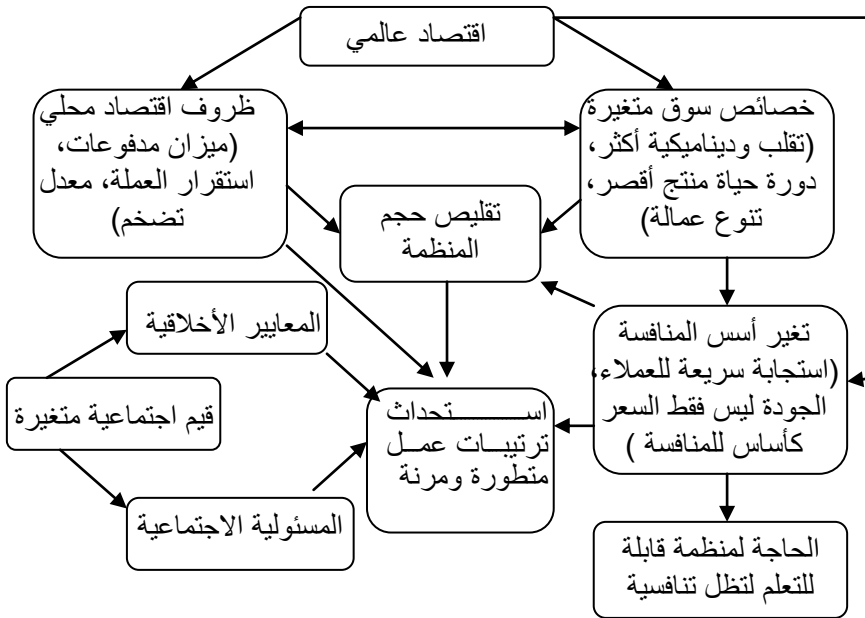 اقتصاد عالمي
خصائص سوق متغيرة
(تقلب وديناميكية أكثر،
دورة حياة منتج أقصر،
تنوع عمالة)
ظروف اقتصاد محلي
(ميزان مدفوعات،
استقرار العملة، معدل
تضخم)
تقليص حجم
المنظمة
المعايير الأخلاقية
تغير أسس المنافسة
(استجابة سريعة للعملاء،
الجودة ليس فقط السعر
كأساس للمنافسة )
قيم اجتماعية متغيرة
استحداث
ترتيبات عمل
متطورة ومرنة
المسئولية الاجتماعية
الحاجة لمنظمة قابلة
للتعلم لتظل تنافسية